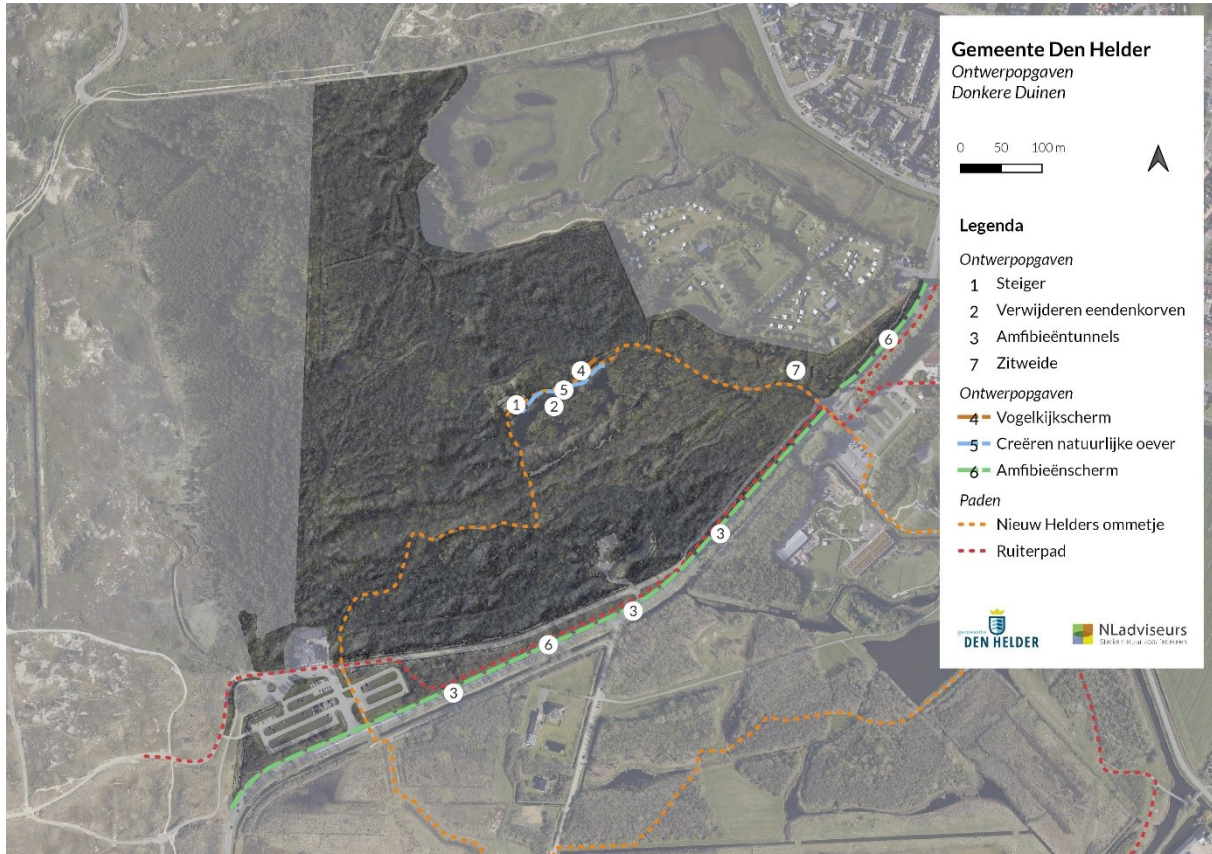 Gemeente Den Helder
Ontwerpopgaven
Donkere Duinen
0 50 100 m
Legenda
Ontwerpopgaven
1 Steiger
2 Verwijderen eendenkorven
3 Amfibieëntunnels
7 Zitweide
Ontwerpopgaven
4 Vogelkijkscherm
5 Creëren natuurlijke oever
6 Amfibieënscherm
Paden
Nieuw Helders ommetje
Ruiterpad
gemeente
DEN HELDER
NLadviseurs
6
7
4
5
1
2
3
3
6
3